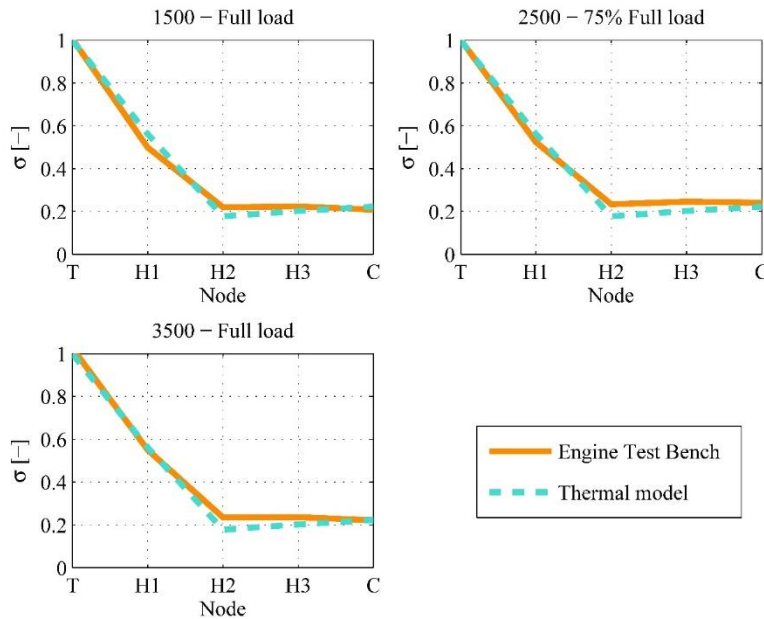 1500 − Full load
1
0.8
0.6
0.4
0.2
0
σ [−]
T H1 H2 H3 C
Node
2500 − 75% Full load
1
0.8
0.6
0.4
0.2
0
σ [−]
T H1 H2 H3 C
Node
3500 − Full load
1
0.8
0.6
0.4
0.2
0
σ [−]
T H1 H2 H3 C
Node
Engine Test Bench
Thermal model